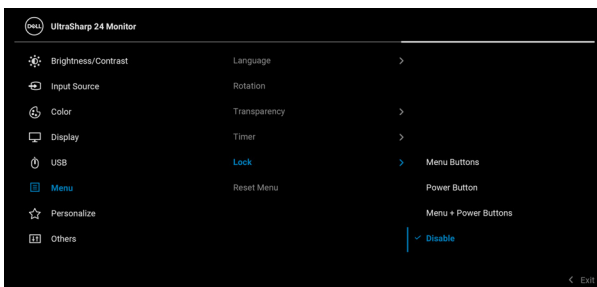 DELL UltraSharp 24 Monitor
Brightness/Contrast
Input Source
Color
Display
USB
Menu
Personalize
Others
Language
Rotation
Transparency
Timer
Lock
Reset Menu
Menu Buttons
Power Button
Menu + Power Buttons
Disable
Exit